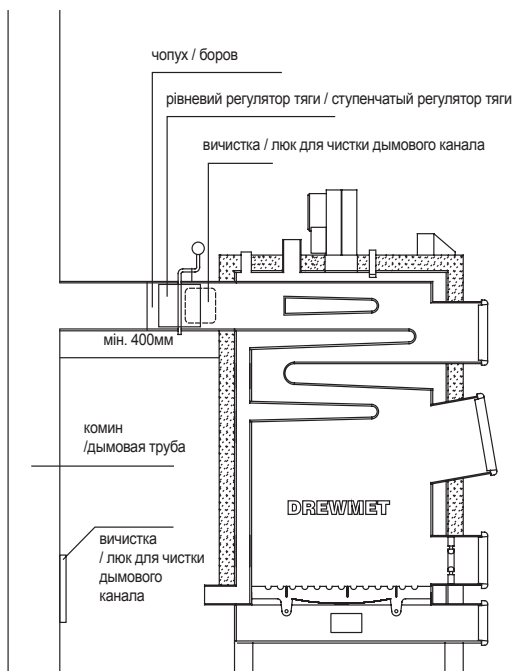 чопух / боров
рівневий регулятор тяги / ступенчатый регулятор тяги
вичистка / люк для чистки дымового канала
мін. 400мм
комин
/дымовая труба
DREWMET
вичистка
/ люк для чистки
дымового
канала